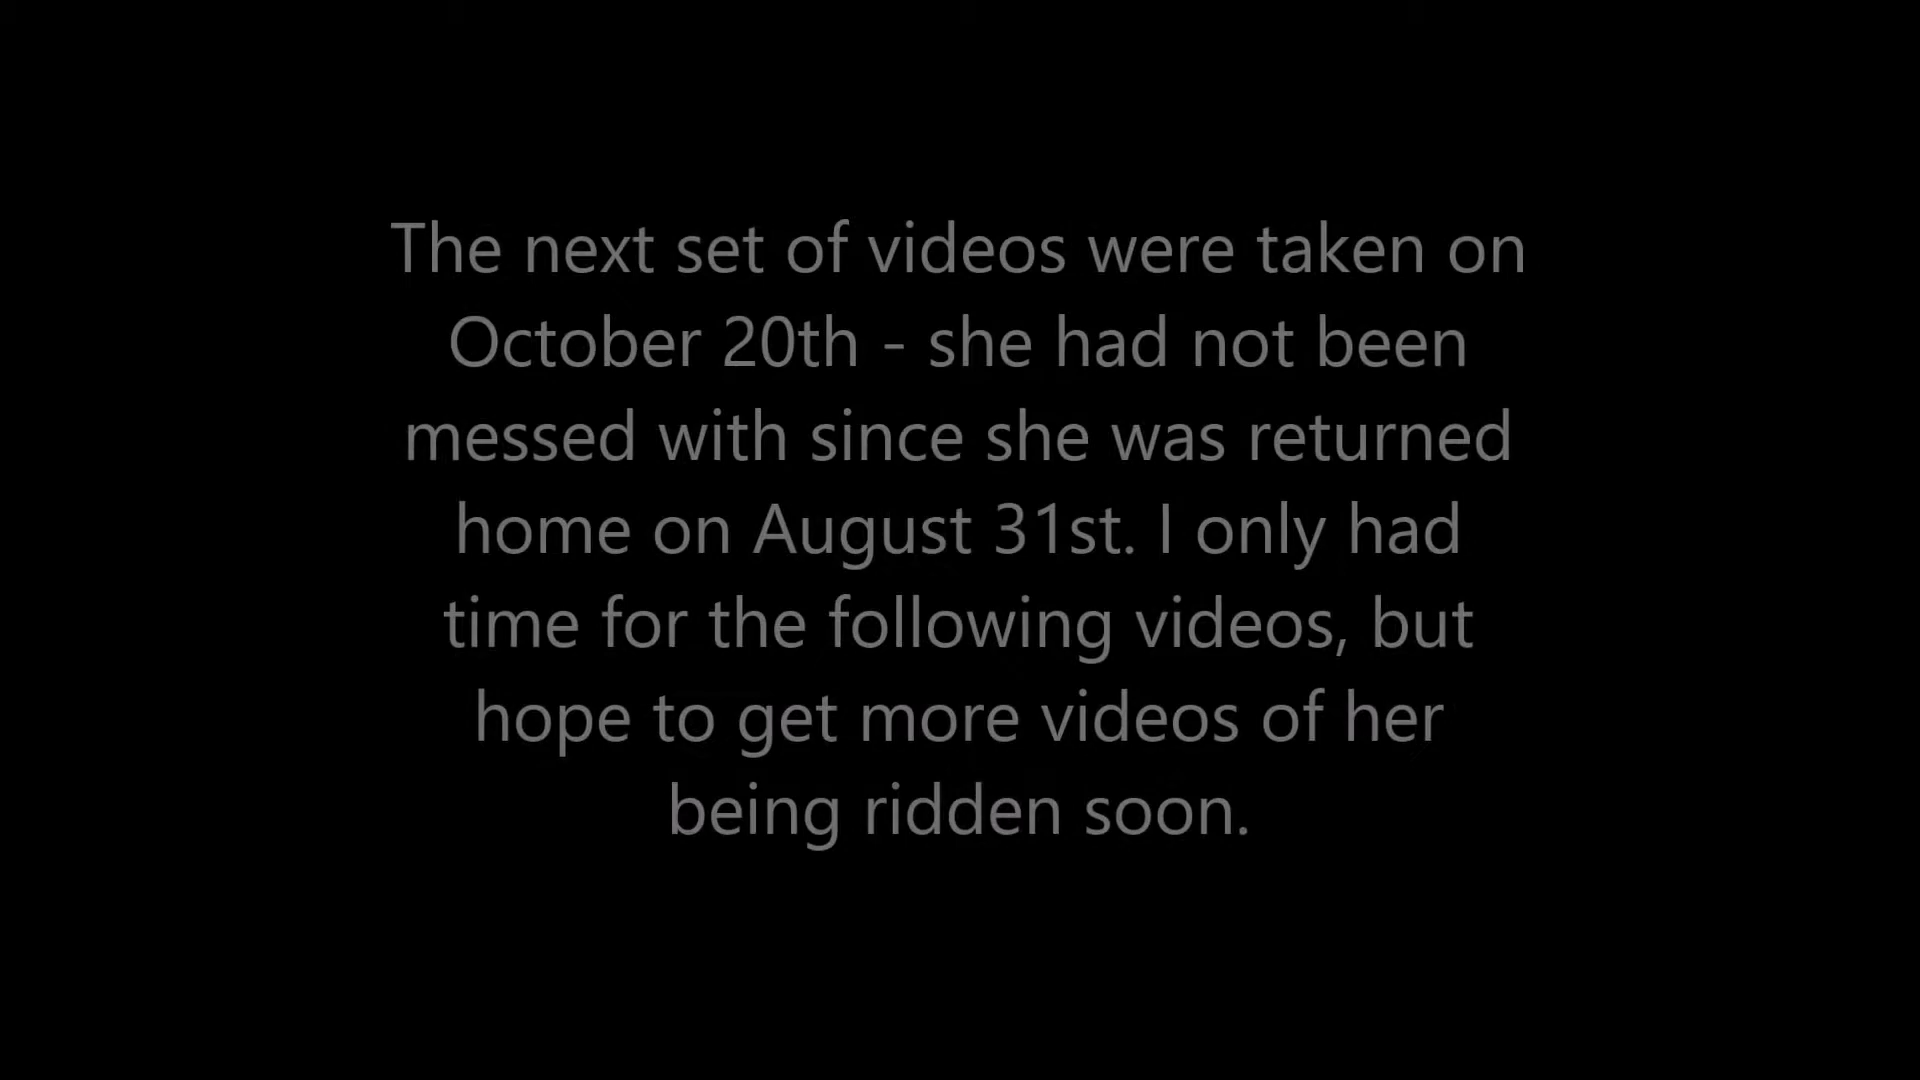 The next set of videos were taken on
October 20th - she had not been
messed with since she was returned
home on August 31st. I only had
time for the following videos, but
hope to get more videos of her
being ridden soon.